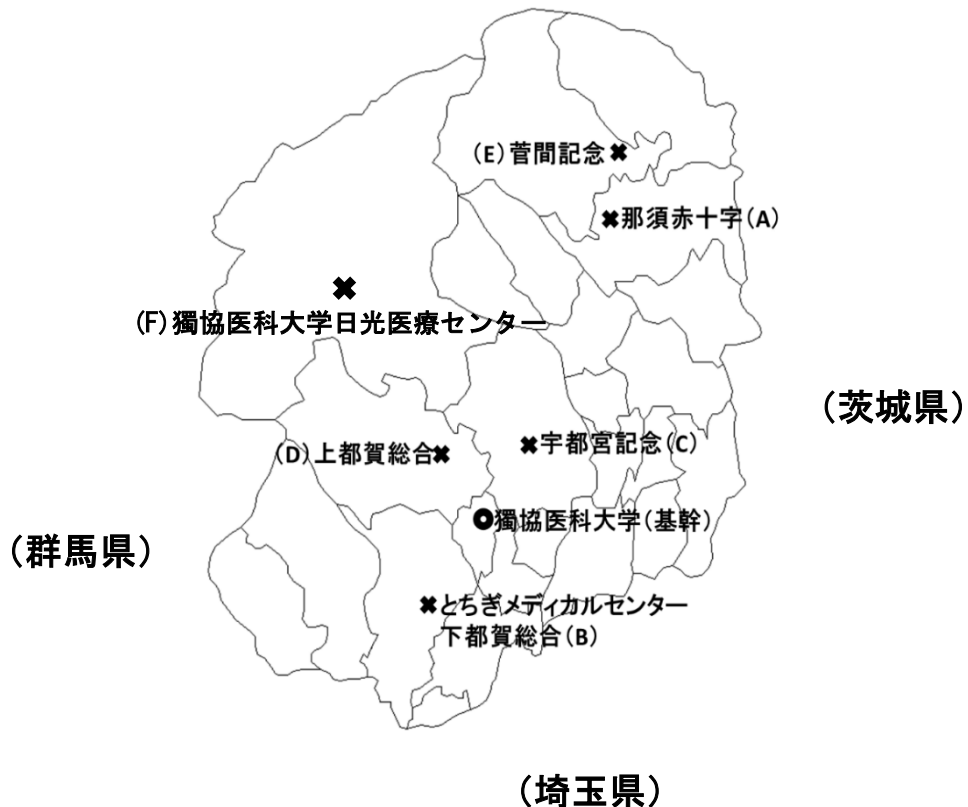 (E)菅間記念
那須赤十字(A)
(F)獨協医科大学日光医療センター
(茨城県)
(D)上都賀総合
宇都宮記念(C)
獨協医科大学(基幹)
(群馬県)
とちぎメディカルセンター
下都賀総合(B)
(埼玉県)